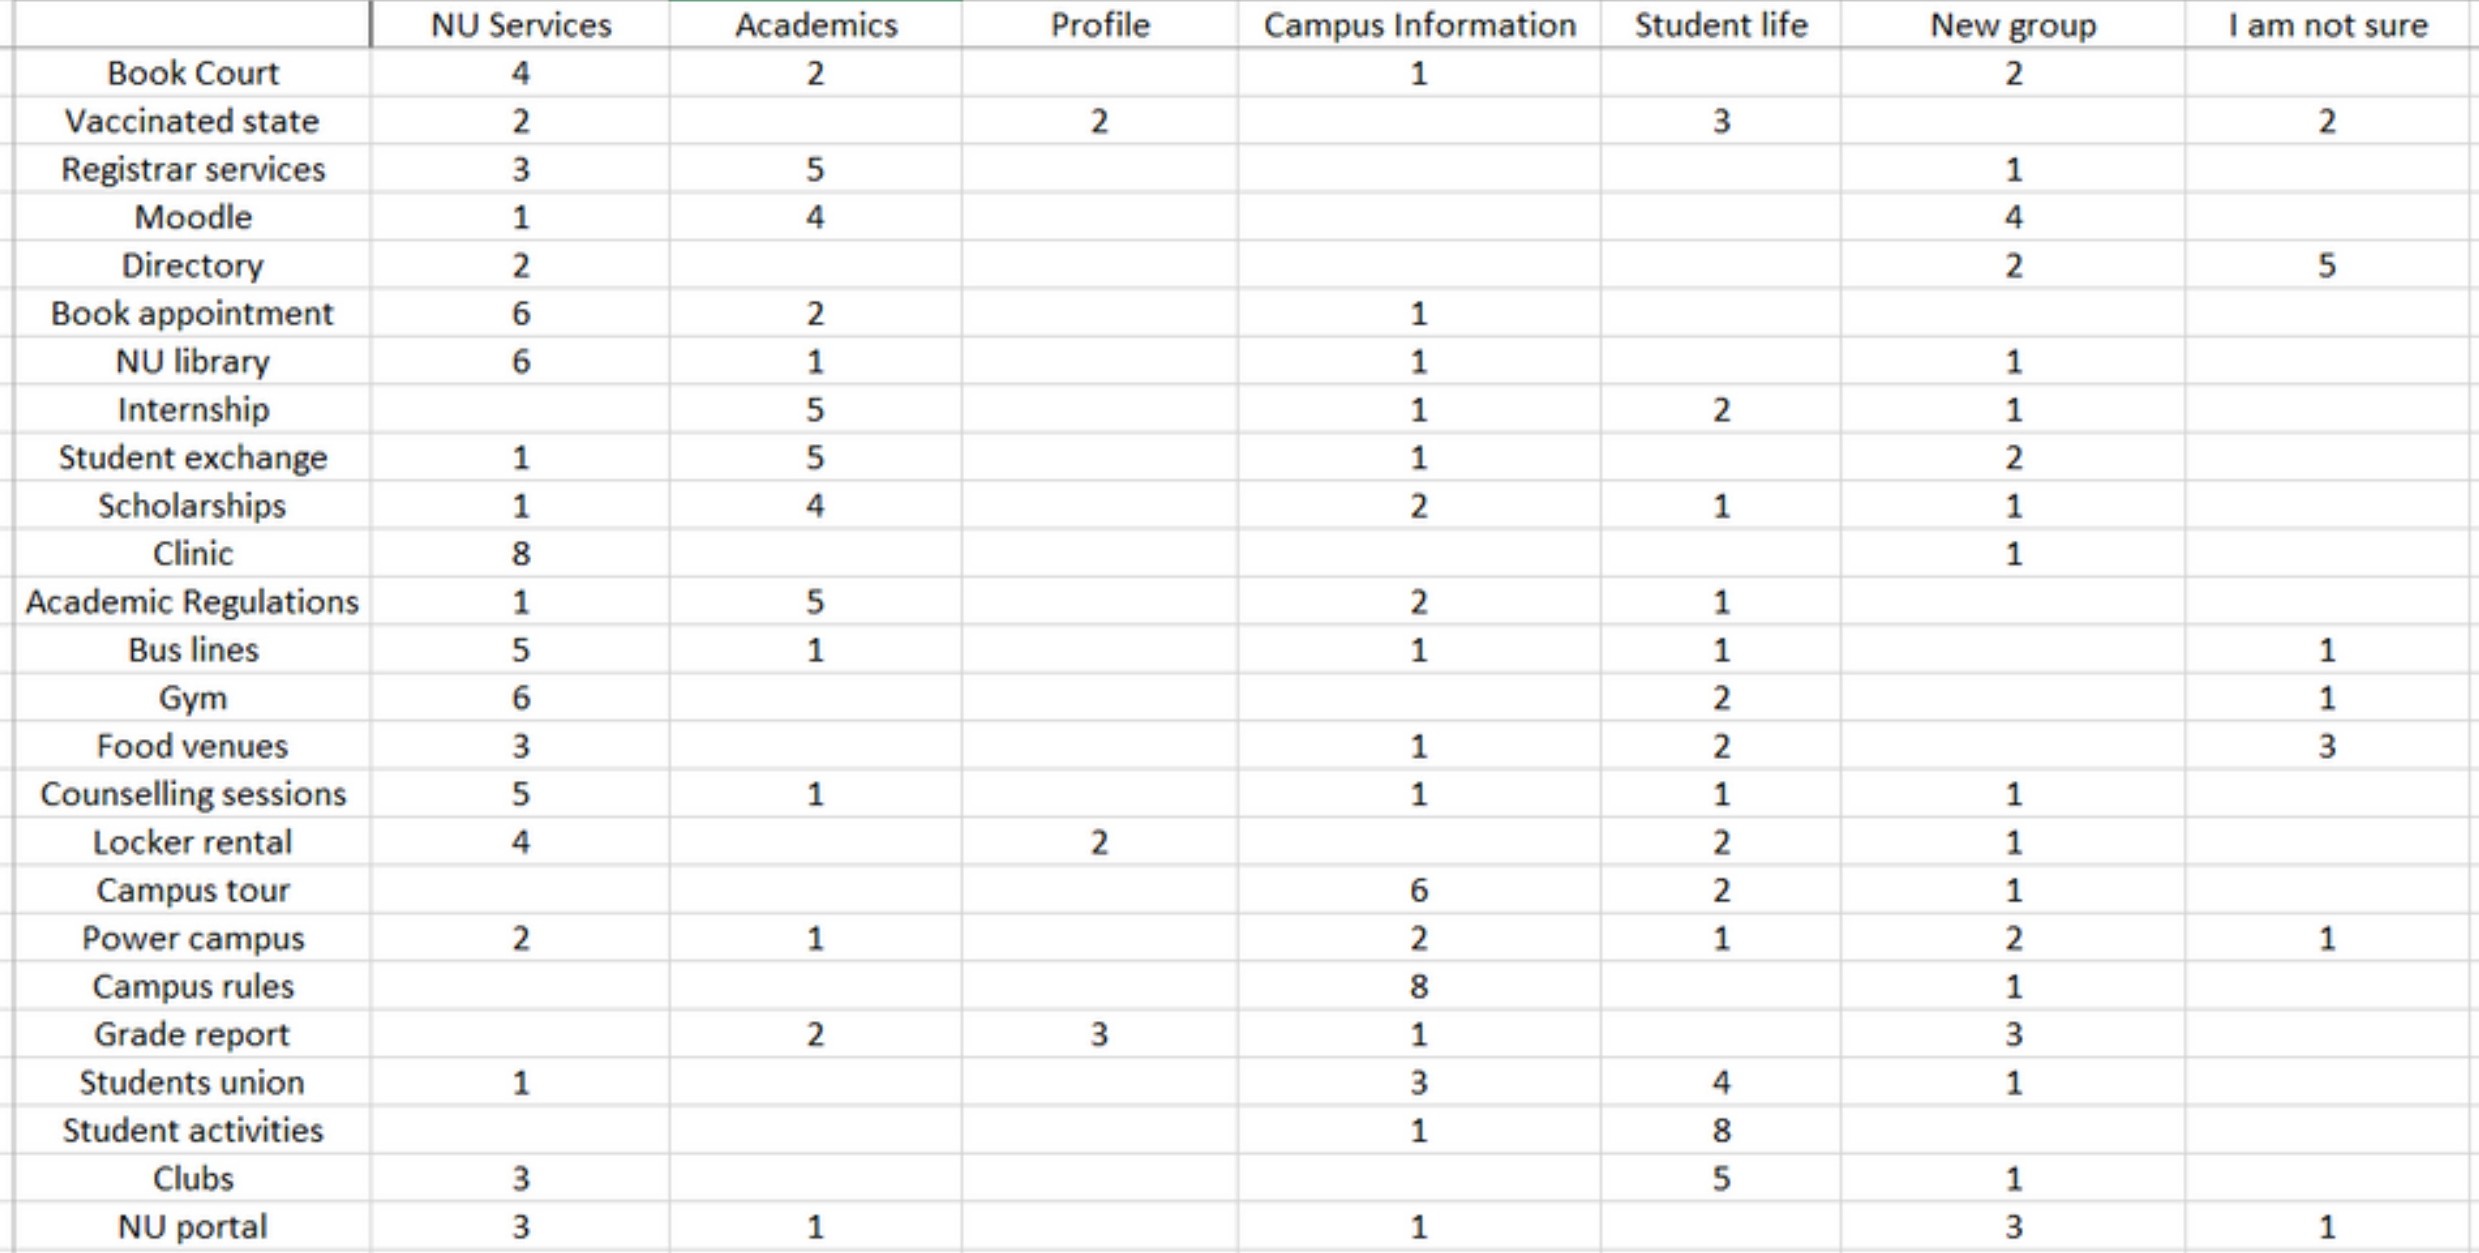 NU Services Academics Profile Campus Information Student life New group I am not sure
Book Court 4 2 1 2
Vaccinated state 2 2 3 2
Registrar services 3 5 1
Moodle 1 4 4
Directory 2 2 5
Book appointment 6 2 1
NU library 6 1 1 1
Internship 5 1 2 1
Student exchange 1 5 1 2
Scholarships 1 4 2 1 1
Clinic 8 1
Academic Regulations 1 5 2 1
Bus lines 5 1 1 1 1
Gym 6 2 1
Food venues 3 1 2 3
Counselling sessions 5 1 1 1 1
Locker rental 4 2 2 1
Campus tour 6 2 1
Power campus 2 1 2 1 2 1
Campus rules 8 1
Grade report 2 3 1 3
Students union 1 3 4 1
Student activities 1 8
Clubs 3 5 1
NU portal 3 1 1 3 1